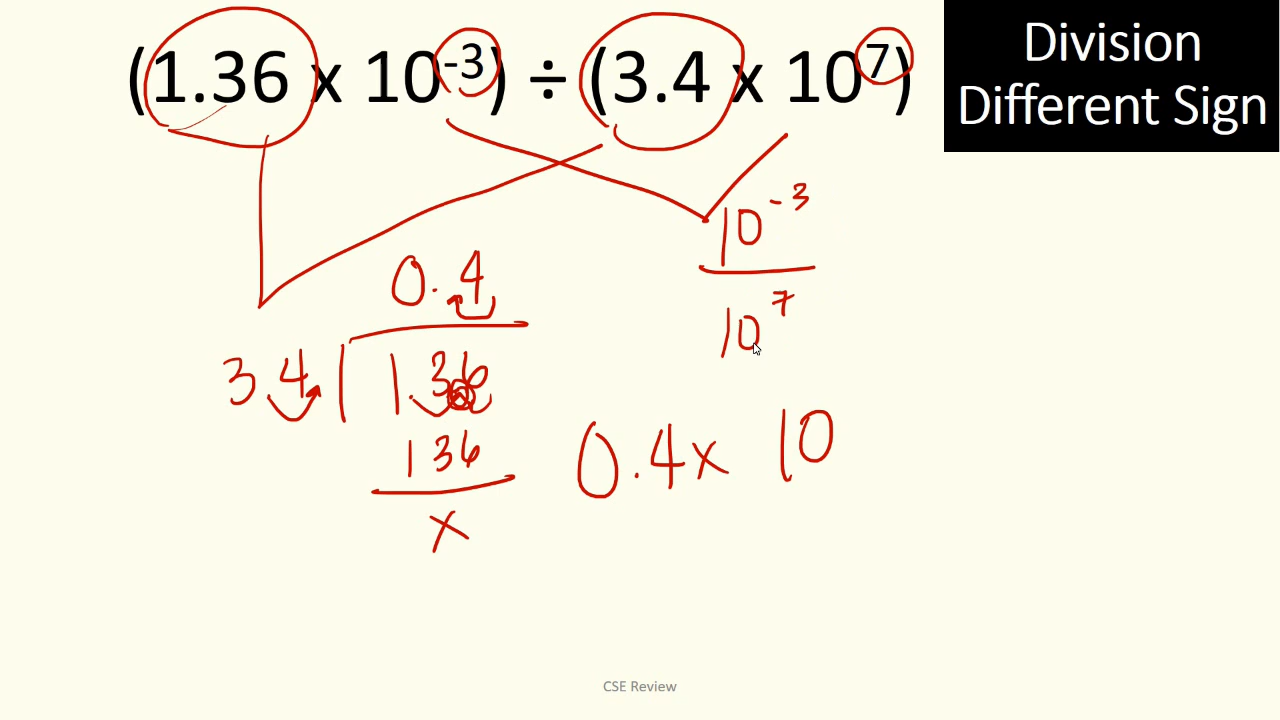 (1.36 x 10⁻³) ÷ (3.4 x 10⁷)
Division
Different Sign
10⁻³
10⁷
0.4
3.4 1.36
136
x
0.4x 10
CSE Review